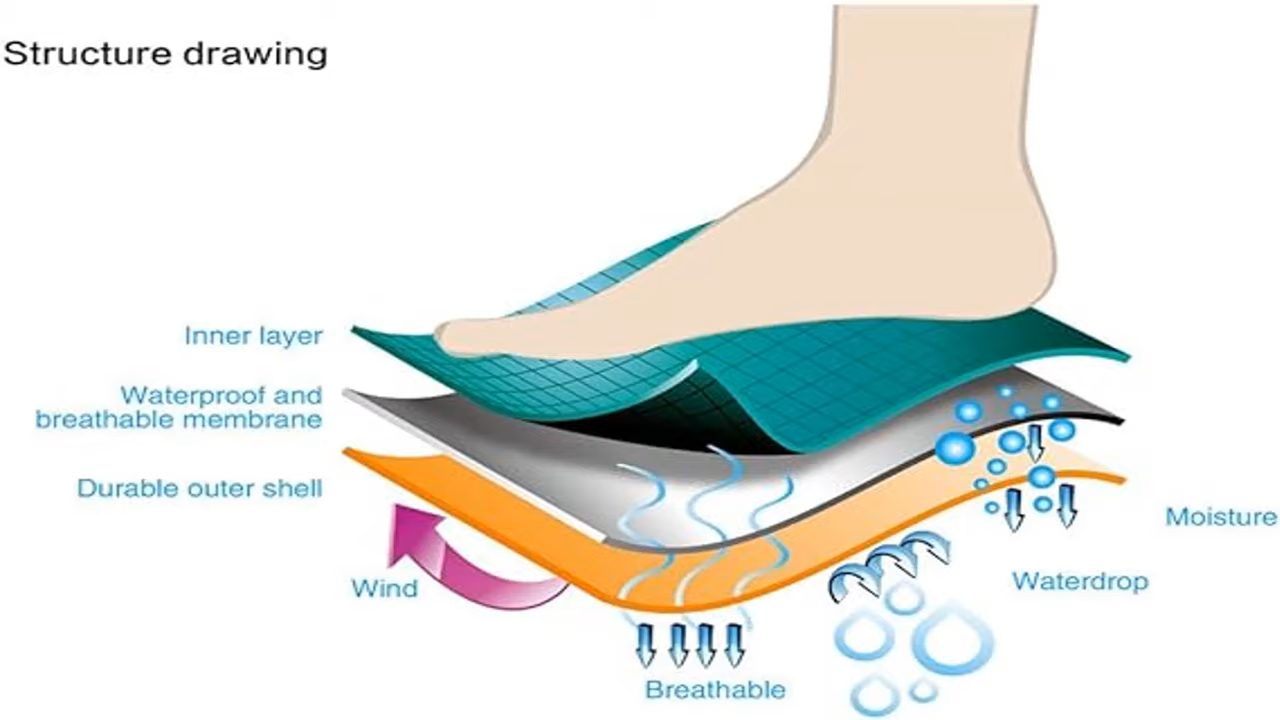 Structure drawing
Inner layer
Waterproof and
breathable membrane
Durable outer shell
Moisture
Wind
Waterdrop
Breathable